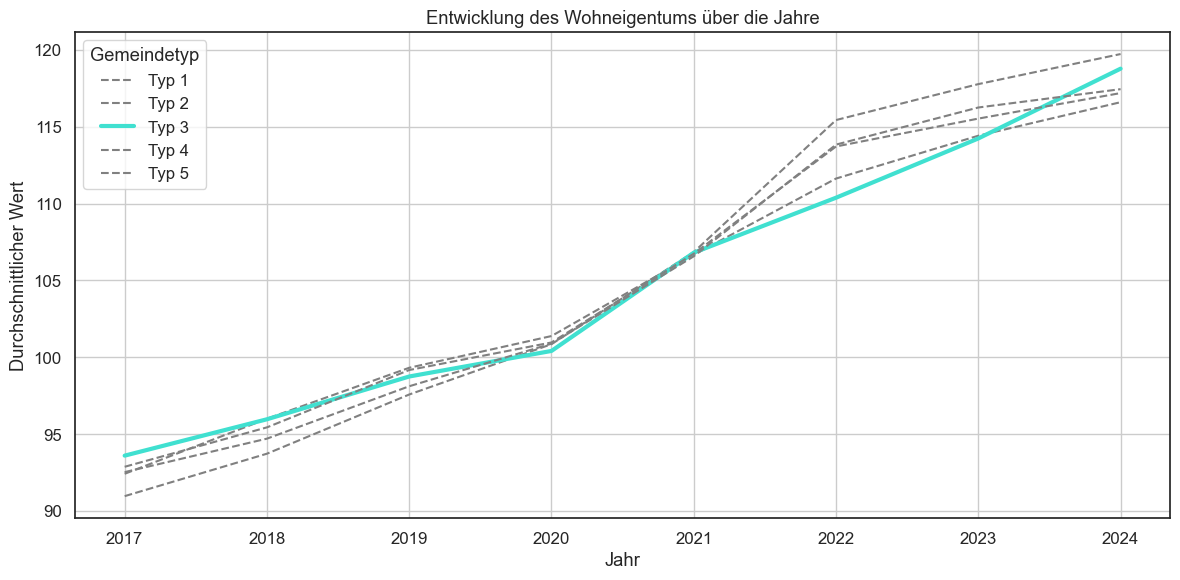 Entwicklung des Wohneigentums über die Jahre
Gemeindetyp
Typ 1
Typ 2
Typ 3
Typ 4
Typ 5
Durchschnittlicher Wert
120
115
110
105
100
95
90
2017 2018 2019 2020 2021 2022 2023 2024
Jahr